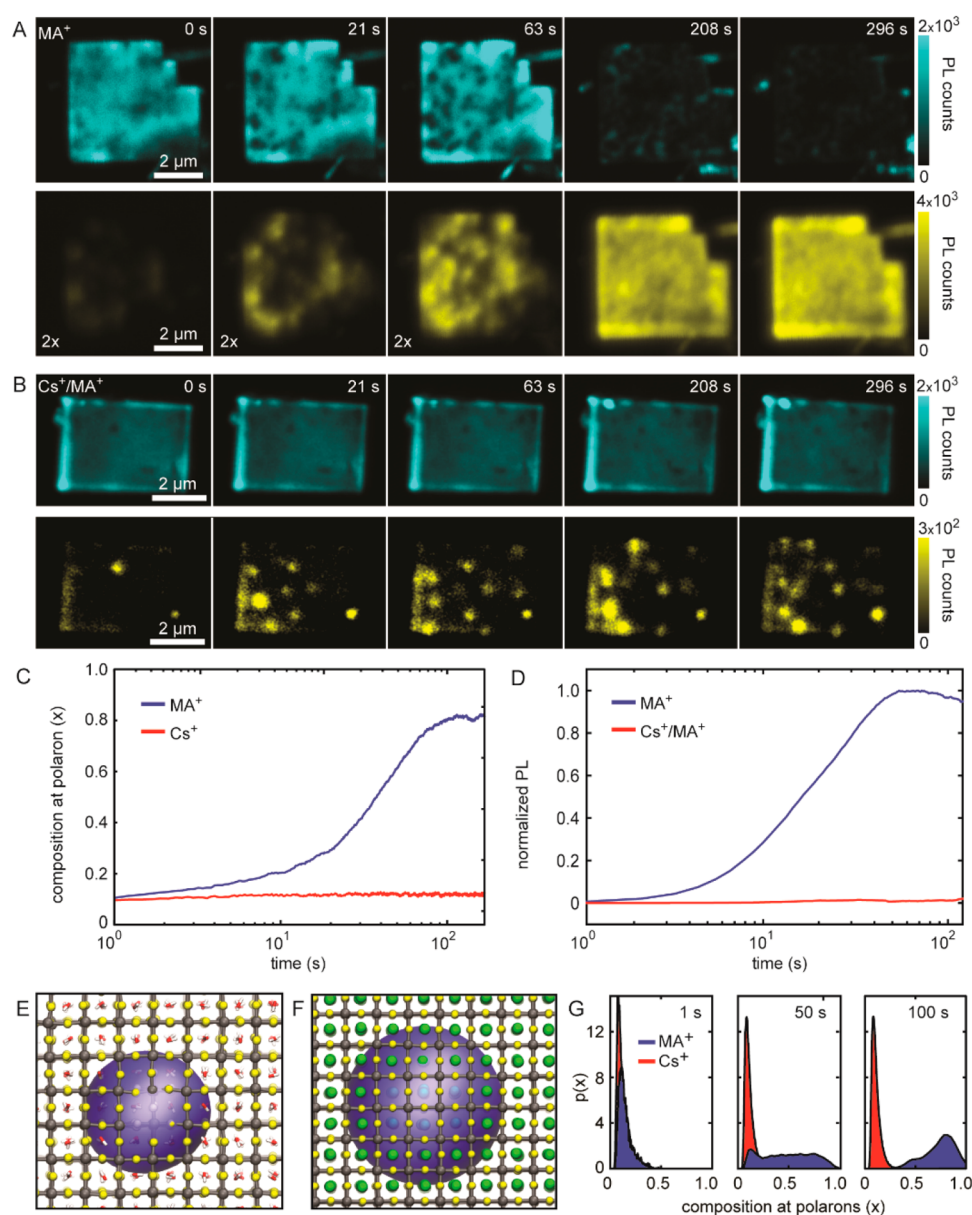 A
MA⁺ 0 s 21 s 63 s 208 s 296 s
2 μm
2x10³
PL counts
0
2x 2 μm 2x 2x
4x10³
PL counts
0
B
Cs⁺/MA⁺ 0 s 21 s 63 s 208 s 296 s
2 μm
2x10³
PL counts
0
2 μm
3x10²
PL counts
0
C
MA⁺
Cs⁺
composition at polaron (x)
1.0
0.8
0.6
0.4
0.2
0
10⁰ 10¹ 10²
time (s)
D
MA⁺
Cs⁺/MA⁺
normalized PL
1.0
0.8
0.6
0.4
0.2
0
10⁰ 10¹ 10²
time (s)
E F G
1 s 50 s 100 s
MA⁺
Cs⁺
p(x)
12
8
4
0
0 0.5 1.0 0 0.5 1.0 0 0.5 1.0
composition at polarons (x)